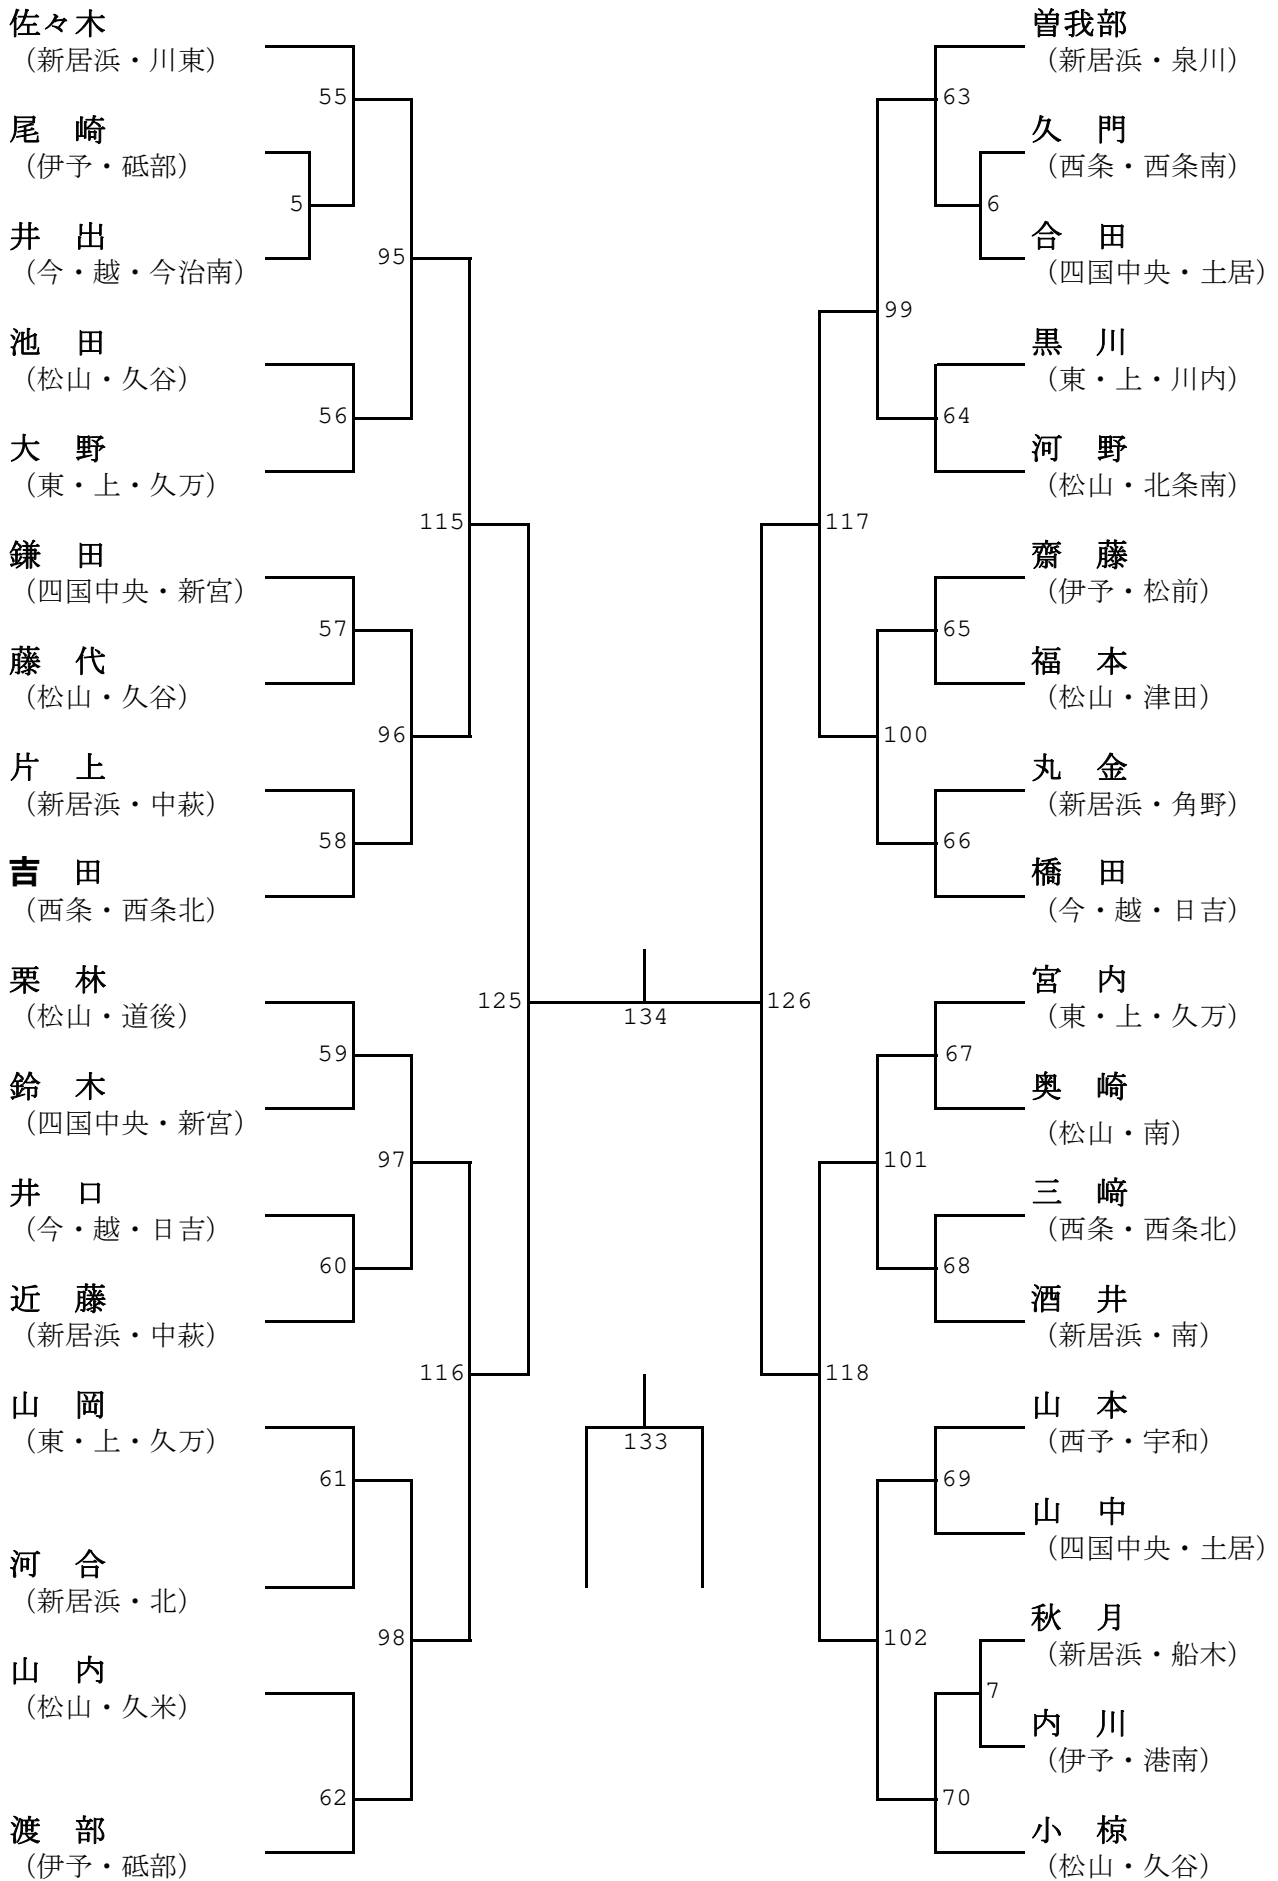 佐々木
（新居浜・川東）
55
尾　崎
（伊予・砥部）
5
井　出
（今・越・今治南）
95
池　田
（松山・久谷）
56
大　野
（東・上・久万）
115
鎌　田
（四国中央・新宮）
57
藤　代
（松山・久谷）
96
片　上
（新居浜・中萩）
58
吉　田
（西条・西条北）
125
栗　林
（松山・道後）
59
鈴　木
（四国中央・新宮）
97
井　口
（今・越・日吉）
60
近　藤
（新居浜・中萩）
116
山　岡
（東・上・久万）
61
河　合
（新居浜・北）
98
山　内
（松山・久米）
62
渡　部
（伊予・砥部）
134
133
曽我部
（新居浜・泉川）
63
久　門
（西条・西条南）
6
合　田
（四国中央・土居）
99
黒　川
（東・上・川内）
64
河　野
（松山・北条南）
117
齋　藤
（伊予・松前）
65
福　本
（松山・津田）
100
丸　金
（新居浜・角野）
66
橋　田
（今・越・日吉）
126
宮　内
（東・上・久万）
67
奥　崎
（松山・南）
101
三　﨑
（西条・西条北）
68
酒　井
（新居浜・南）
118
山　本
（西予・宇和）
69
山　中
（四国中央・土居）
102
秋　月
（新居浜・船木）
7
内　川
（伊予・港南）
70
小　椋
（松山・久谷）